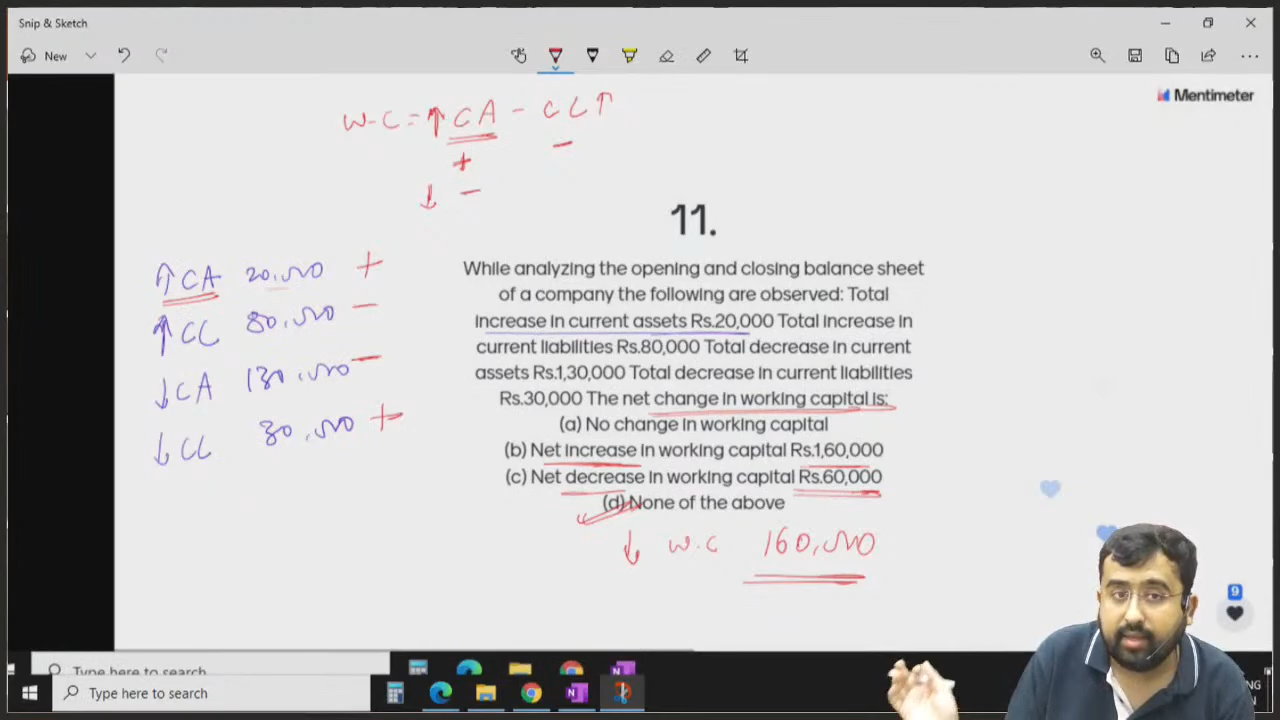 Snip & Sketch
New
Mentimeter
W.C = ↑ CA - CL ↑
+ -
↓ -
11.
While analyzing the opening and closing balance sheet
of a company the following are observed: Total
increase in current assets Rs.20,000 Total increase in
current liabilities Rs.80,000 Total decrease in current
assets Rs.1,30,000 Total decrease in current liabilities
Rs.30,000 The net change in working capital is:
(a) No change in working capital
(b) Net increase in working capital Rs.1,60,000
(c) Net decrease in working capital Rs.60,000
(d) None of the above
↑ CA 20,000 +
↑ CL 80,000 -
↓ CA 130,000 -
↓ CL 30,000 +
↓ W.C 160,000
9
Type here to search
Type here to search